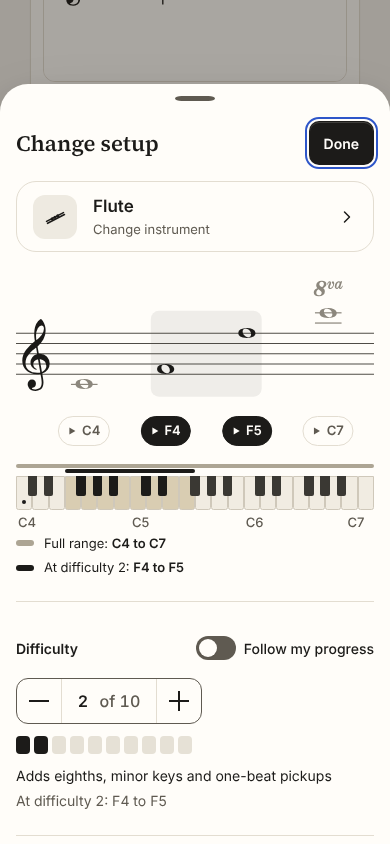 Change setup
Done
Flute
Change instrument
8va
C4
F4
F5
C7
C4
C5
C6
C7
Full range: C4 to C7
At difficulty 2: F4 to F5
Difficulty
Follow my progress
2 of 10
Adds eighths, minor keys and one-beat pickups
At difficulty 2: F4 to F5